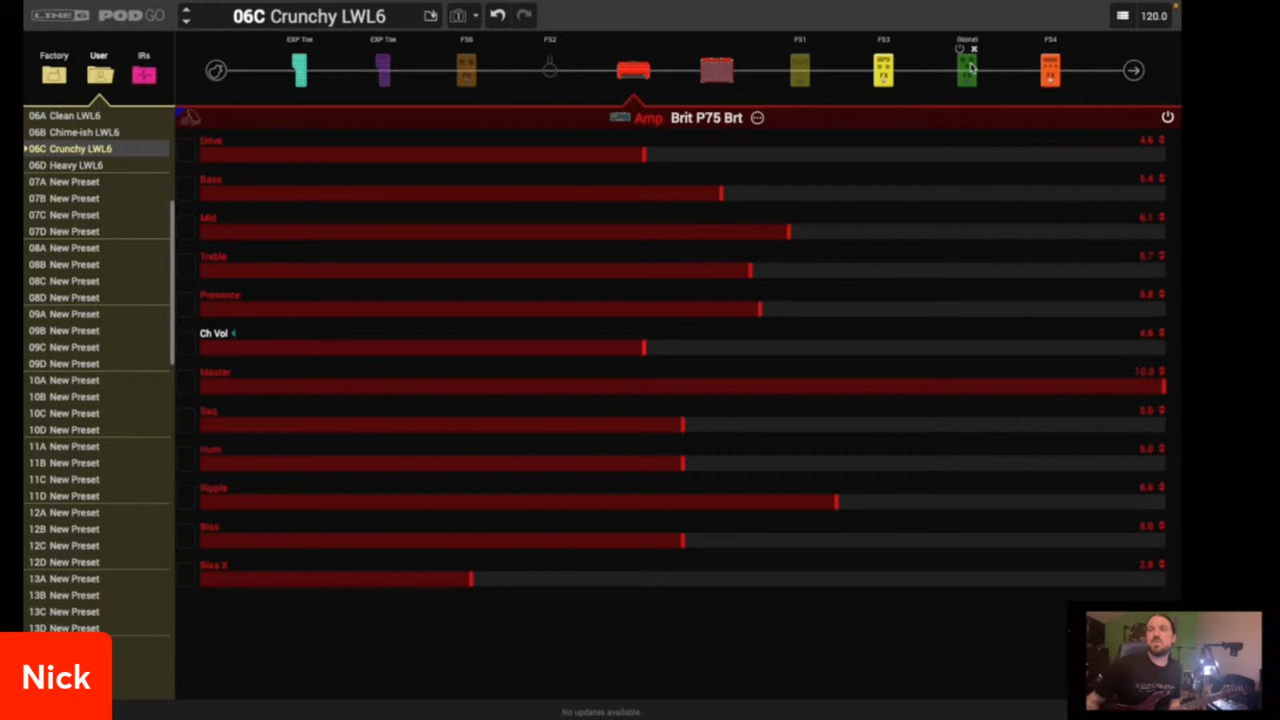 LINE 6 POD GO
06C Crunchy LWL6
120.0
Factory
User
IRs
EXP Toe
EXP Toe
FS6
FS2
FS1
FS3
(None)
FS4
FX
FX
FX
FX
06A Clean LWL6
06B Chime-ish LWL6
06C Crunchy LWL6
06D Heavy LWL6
07A New Preset
07B New Preset
07C New Preset
07D New Preset
08A New Preset
08B New Preset
08C New Preset
08D New Preset
09A New Preset
09B New Preset
09C New Preset
09D New Preset
10A New Preset
10B New Preset
10C New Preset
10D New Preset
11A New Preset
11B New Preset
11C New Preset
11D New Preset
12A New Preset
12B New Preset
12C New Preset
12D New Preset
13A New Preset
13B New Preset
13C New Preset
13D New Preset
Amp Brit P75 Brt
Drive 4.6
Bass 5.4
Mid 6.1
Treble 5.7
Presence 5.8
Ch Vol 4.6
Master 10.0
Sag 5.0
Hum 5.0
Ripple 6.6
Bias 5.0
Bias X 2.8
No updates available.
Nick